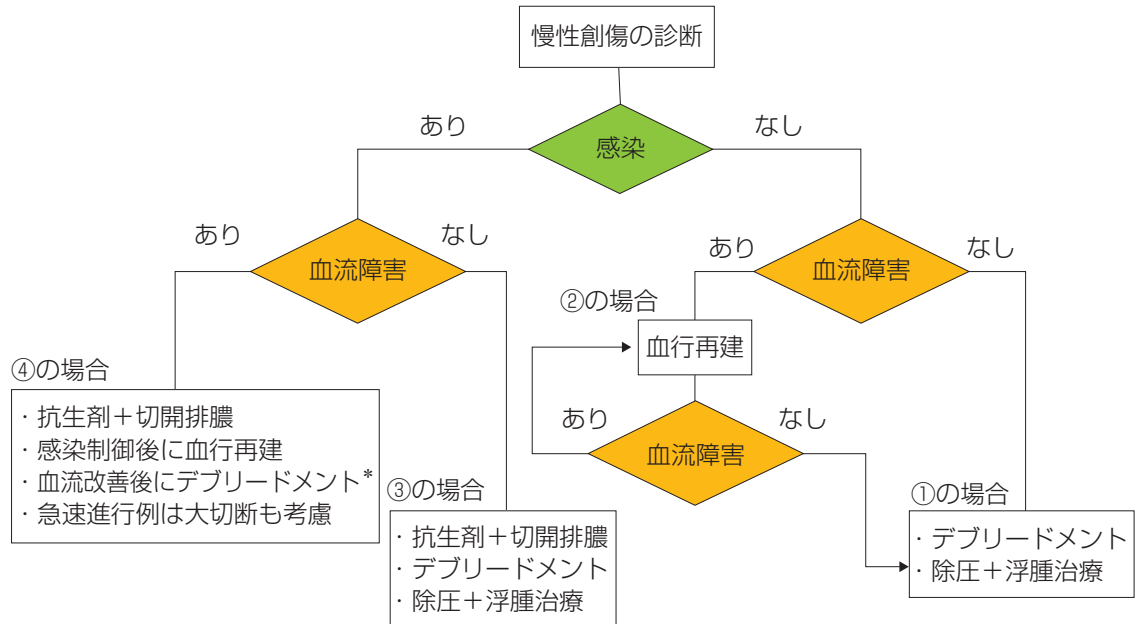 慢性創傷の診断
あり
なし
感染
あり
なし
血流障害
あり
なし
血流障害
②の場合
血行再建
あり
なし
血流障害
④の場合
・抗生剤＋切開排膿
・感染制御後に血行再建
・血流改善後にデブリードメント*
・急速進行例は大切断も考慮
③の場合
・抗生剤＋切開排膿
・デブリードメント
・除圧＋浮腫治療
①の場合
・デブリードメント
・除圧＋浮腫治療